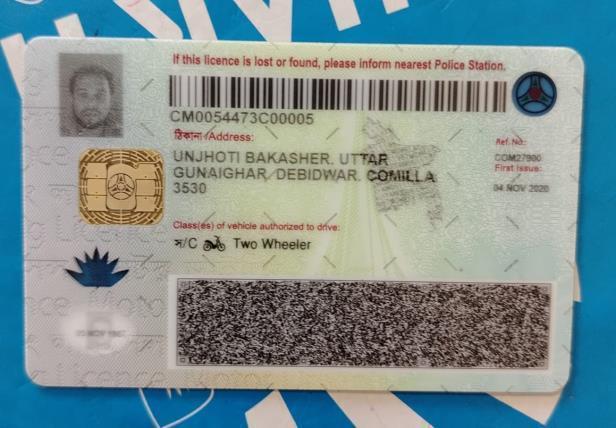 If this licence is lost or found, please inform nearest Police Station.
CM0054473C00005
ঠিকানা/Address:
Ref. No:
UNJHOTI BAKASHER, UTTAR
GUNAIGHAR, DEBIDWAR, COMILLA
3530
COM27900
First Issue:
04 NOV 2020
Class(es) of vehicle authorized to drive:
স/C Two Wheeler